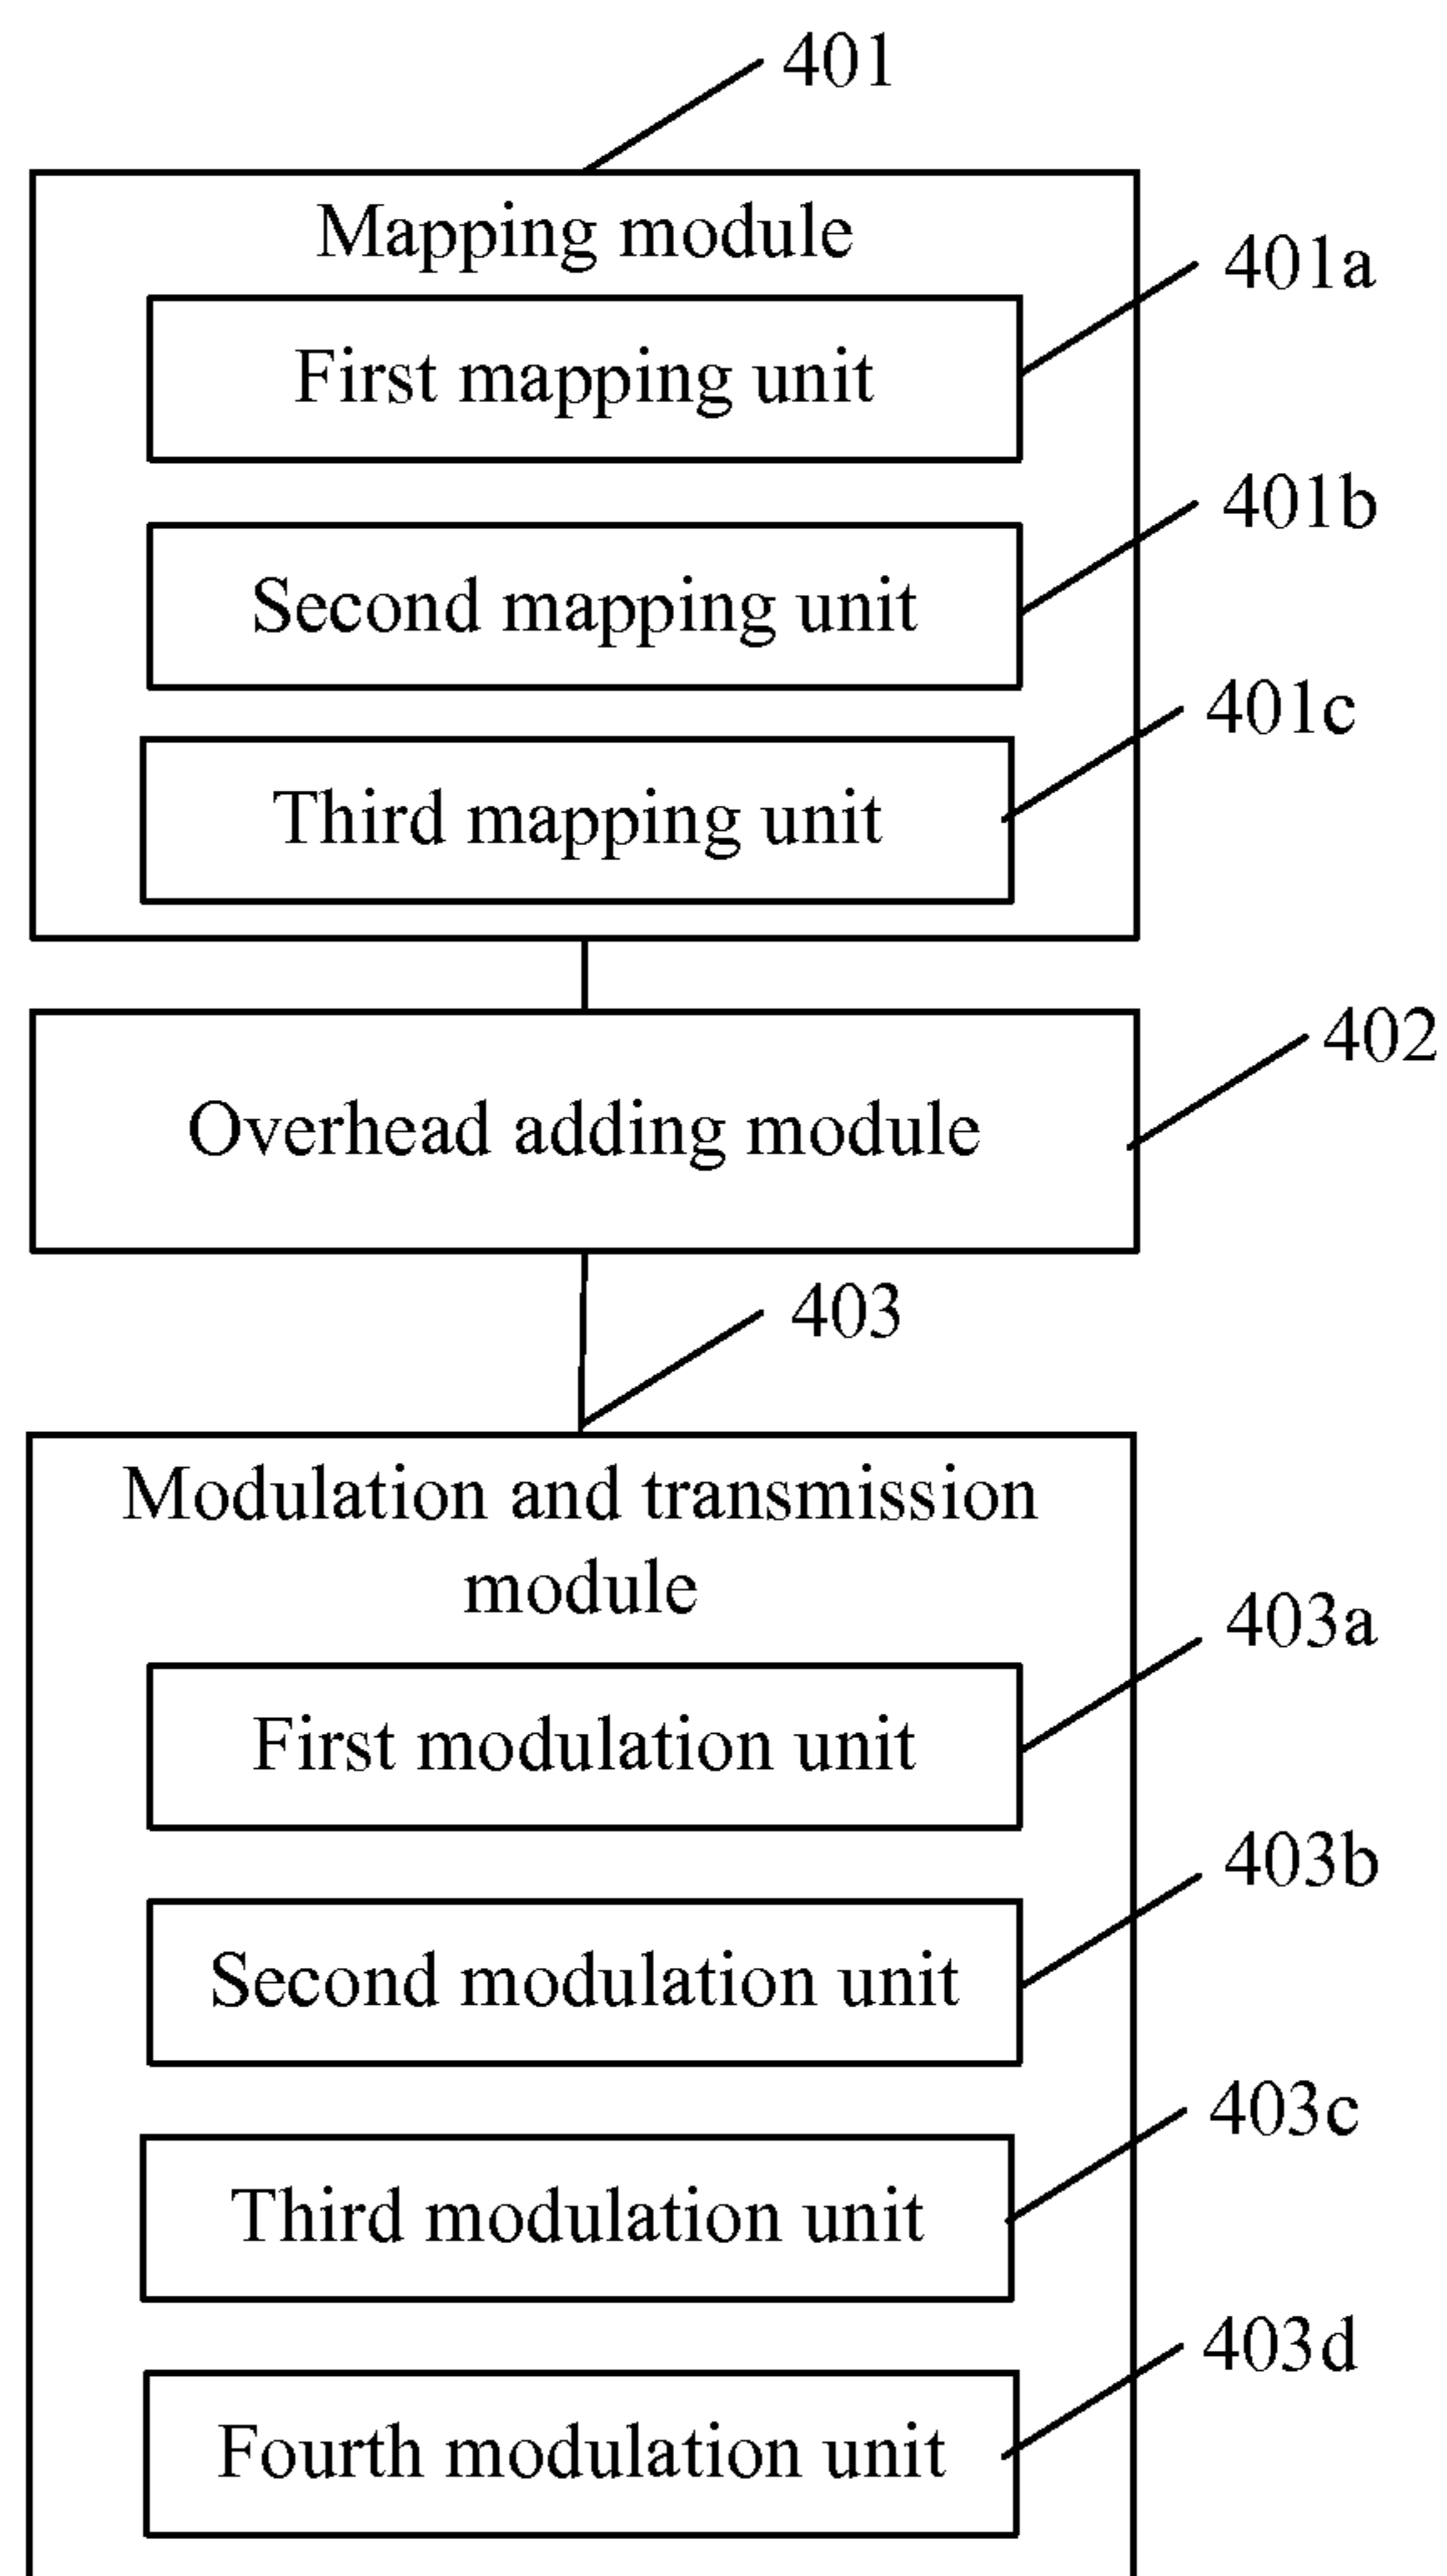 401
Mapping module
401a
First mapping unit
401b
Second mapping unit
401c
Third mapping unit
402
Overhead adding module
403
Modulation and transmission
module
403a
First modulation unit
403b
Second modulation unit
403c
Third modulation unit
403d
Fourth modulation unit